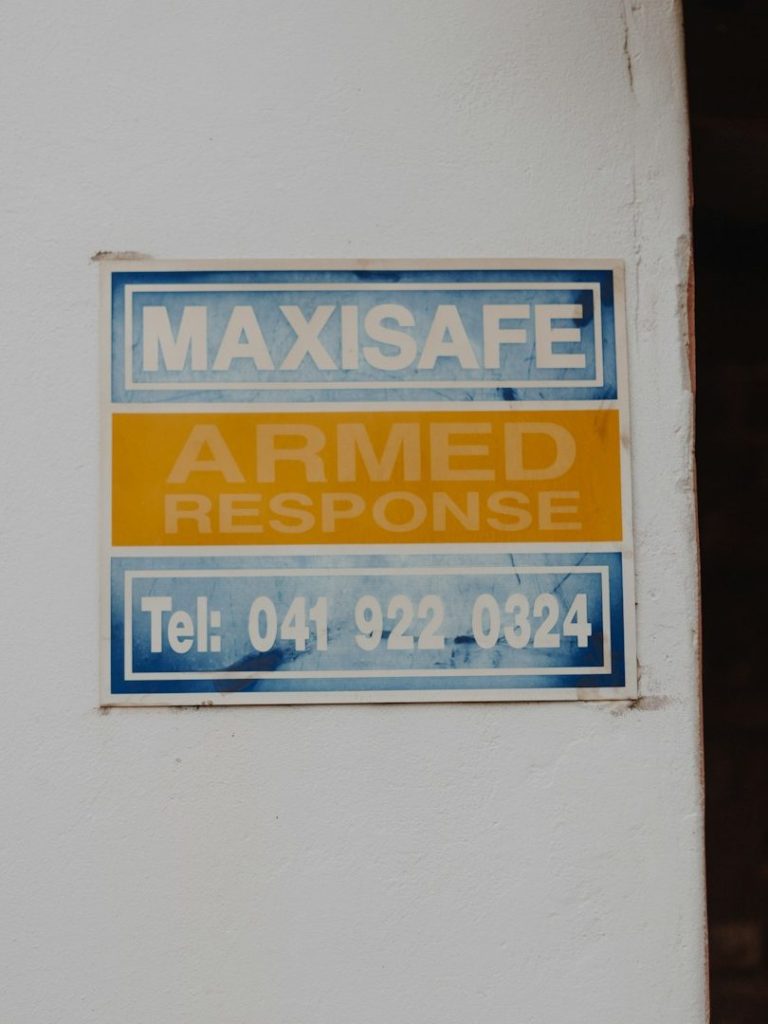 MAXISAFE
ARMED
RESPONSE
Tel: 041 922 0324